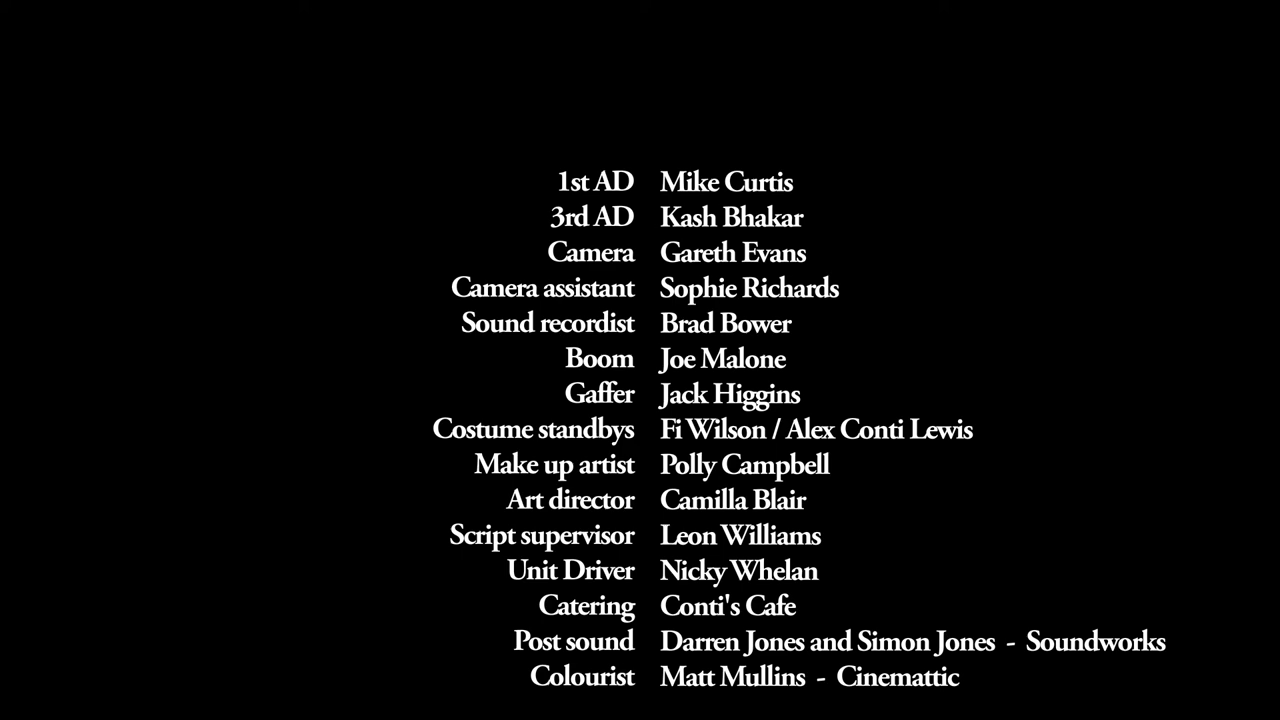 1st AD Mike Curtis
3rd AD Kash Bhakar
Camera Gareth Evans
Camera assistant Sophie Richards
Sound recordist Brad Bower
Boom Joe Malone
Gaffer Jack Higgins
Costume standbys Fi Wilson / Alex Conti Lewis
Make up artist Polly Campbell
Art director Camilla Blair
Script supervisor Leon Williams
Unit Driver Nicky Whelan
Catering Conti's Cafe
Post sound Darren Jones and Simon Jones - Soundworks
Colourist Matt Mullins - Cinemattic